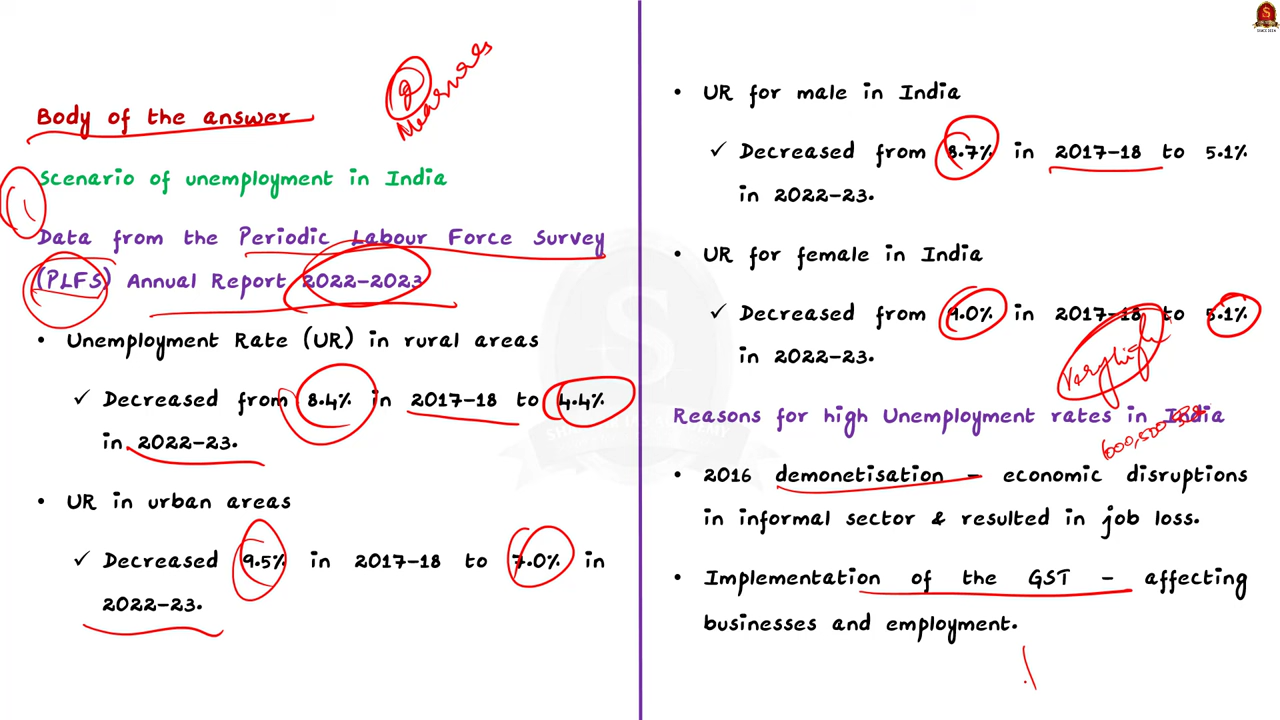 Body of the answer
Measures
Scenario of unemployment in India
Data from the Periodic Labour Force Survey
(PLFS) Annual Report 2022-2023
• Unemployment Rate (UR) in rural areas
✓ Decreased from 8.4% in 2017-18 to 4.4%
in 2022-23.
• UR in urban areas
✓ Decreased 9.5% in 2017-18 to 7.0% in
2022-23.
• UR for male in India
✓ Decreased from 8.7% in 2017-18 to 5.1%
in 2022-23.
• UR for female in India
✓ Decreased from 9.0% in 2017-18 to 5.1%
in 2022-23.
Very high
Reasons for high Unemployment rates in India
• 2016 demonetisation - economic disruptions
in informal sector & resulted in job loss.
• Implementation of the GST - affecting
businesses and employment.